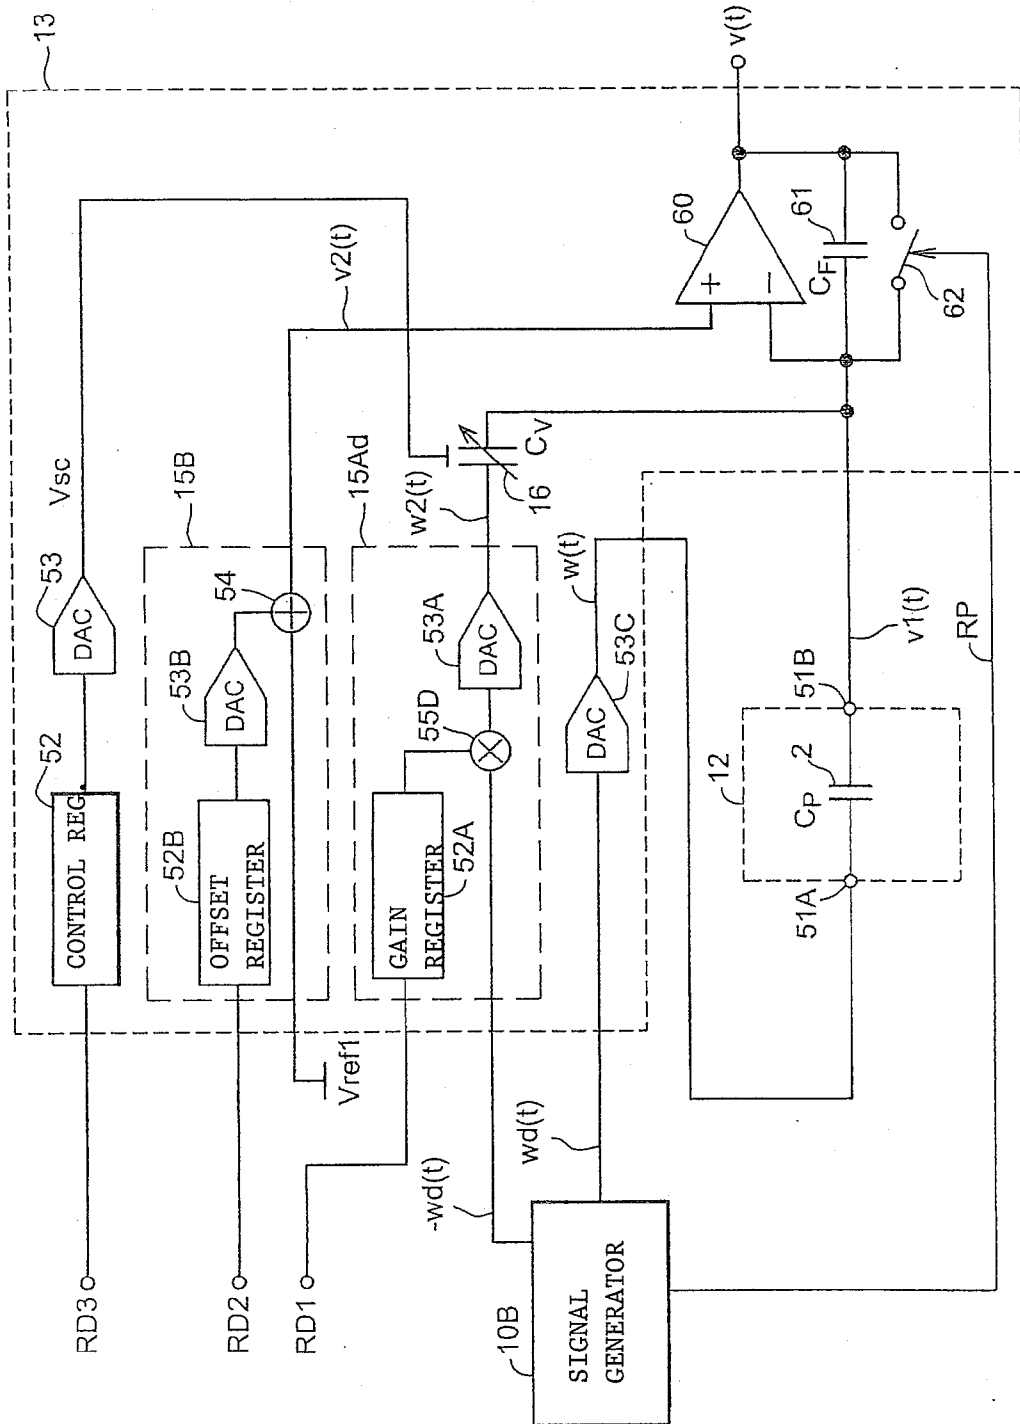 13
RD3
52
CONTROL REG
53
DAC
Vsc
RD2
52B
OFFSET
REGISTER
53B
DAC
54
15B
Vref1
v2(t)
RD1
GAIN
REGISTER
52A
55D
53A
DAC
15Ad
w2(t)
16
CV
-wd(t)
wd(t)
DAC
53C
w(t)
10B
SIGNAL
GENERATOR
12
51A
CP
2
51B
v1(t)
RP
60
+
−
61
CF
62
v(t)